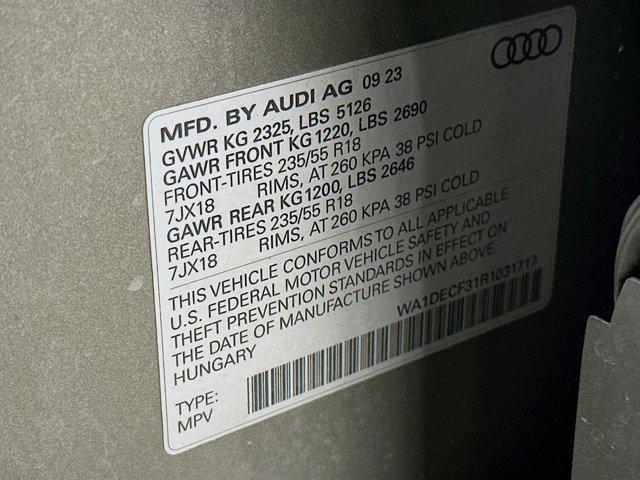 MFD. BY AUDI AG 09 23
GVWR KG 2325, LBS 5126
GAWR FRONT KG 1220, LBS 2690
FRONT-TIRES 235/55 R18
7JX18 RIMS, AT 260 KPA 38 PSI COLD
GAWR REAR KG 1200, LBS 2646
REAR-TIRES 235/55 R18
7JX18 RIMS, AT 260 KPA 38 PSI COLD
THIS VEHICLE CONFORMS TO ALL APPLICABLE
U.S. FEDERAL MOTOR VEHICLE SAFETY AND
THEFT PREVENTION STANDARDS IN EFFECT ON
THE DATE OF MANUFACTURE SHOWN ABOVE.
HUNGARY
WA1DECF31R1031717
TYPE:
MPV